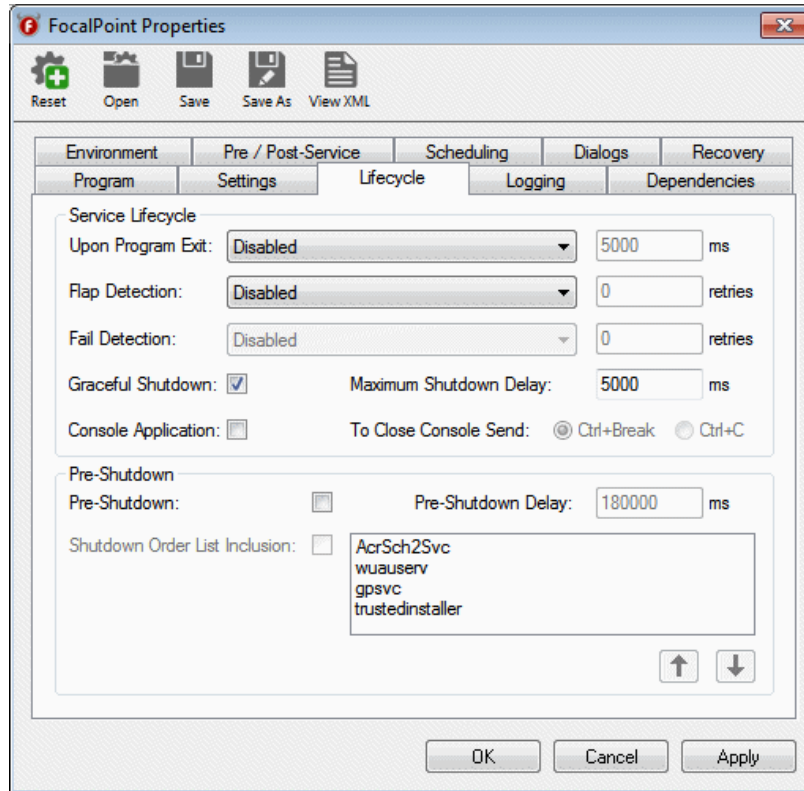 FocalPoint Properties
Reset Open Save Save As View XML
Environment Pre / Post-Service Scheduling Dialogs Recovery
Program Settings Lifecycle Logging Dependencies
Service Lifecycle
Upon Program Exit: Disabled 5000 ms
Flap Detection: Disabled 0 retries
Fail Detection: Disabled 0 retries
Graceful Shutdown: Maximum Shutdown Delay: 5000 ms
Console Application: To Close Console Send: Ctrl+Break Ctrl+C
Pre-Shutdown
Pre-Shutdown: Pre-Shutdown Delay: 180000 ms
Shutdown Order List Inclusion: AcrSch2Svc
wuauserv
gpsvc
trustedinstaller
OK Cancel Apply